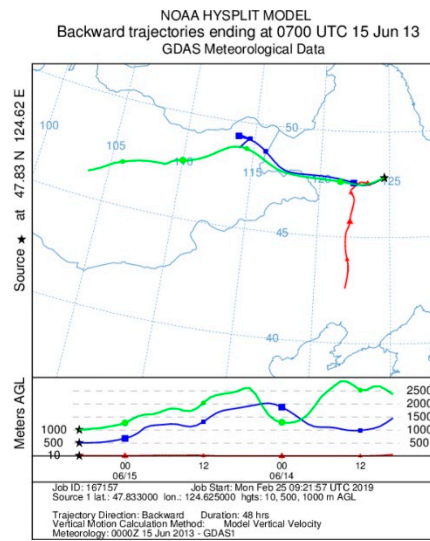 NOAA HYSPLIT MODEL
Backward trajectories ending at 0700 UTC 15 Jun 13
GDAS Meteorological Data
Source ★ at 47.83 N 124.62 E
100
105
50
115
120
125
45
40
Meters AGL
2500
2000
1500
1000
500
1000
500
10
00 12 00 12
06/15 06/14
Job ID: 167157 Job Start: Mon Feb 25 09:21:57 UTC 2019
Source 1 lat.: 47.833000 lon.: 124.625000 hgts: 10, 500, 1000 m AGL
Trajectory Direction: Backward Duration: 48 hrs
Vertical Motion Calculation Method: Model Vertical Velocity
Meteorology: 0000Z 15 Jun 2013 - GDAS1